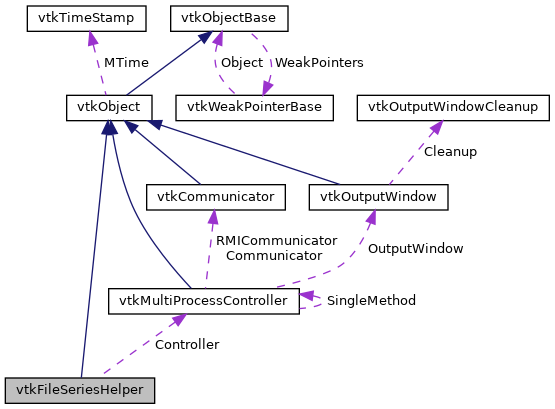 vtkTimeStamp
vtkObjectBase
MTime
Object
WeakPointers
vtkObject
vtkWeakPointerBase
vtkOutputWindowCleanup
Cleanup
vtkCommunicator
vtkOutputWindow
RMICommunicator
Communicator
OutputWindow
vtkMultiProcessController
SingleMethod
Controller
vtkFileSeriesHelper